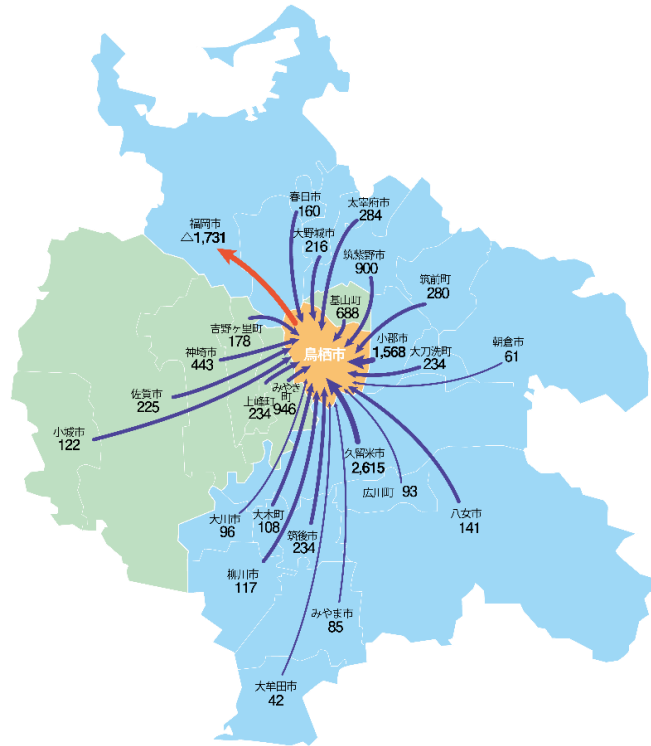 春日市
160
太宰府市
284
福岡市
△1,731
大野城市
216
筑紫野市
900
筑前町
280
基山町
688
吉野ヶ里町
178
小郡市
1,568
鳥栖市
神埼市
443
大刀洗町
234
朝倉市
61
みやき
町
946
佐賀市
225
上峰町
234
小城市
122
久留米市
2,615
広川町 93
八女市
141
大川市
96
大木町
108
筑後市
234
柳川市
117
みやま市
85
大牟田市
42